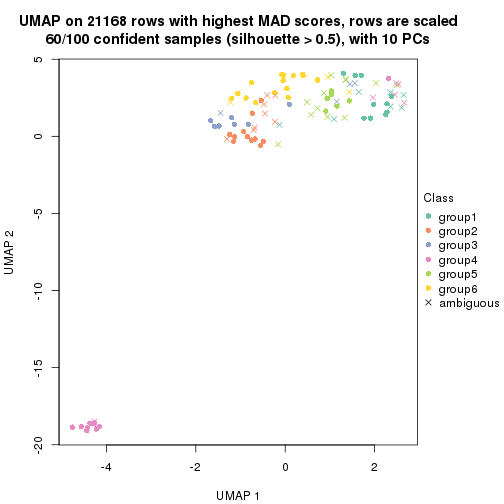 UMAP on 21168 rows with highest MAD scores, rows are scaled
60/100 confident samples (silhouette > 0.5), with 10 PCs
5
0
-5
-10
-15
-20
UMAP 2
-4
-2
0
2
UMAP 1
Class
group1
group2
group3
group4
group5
group6
ambiguous